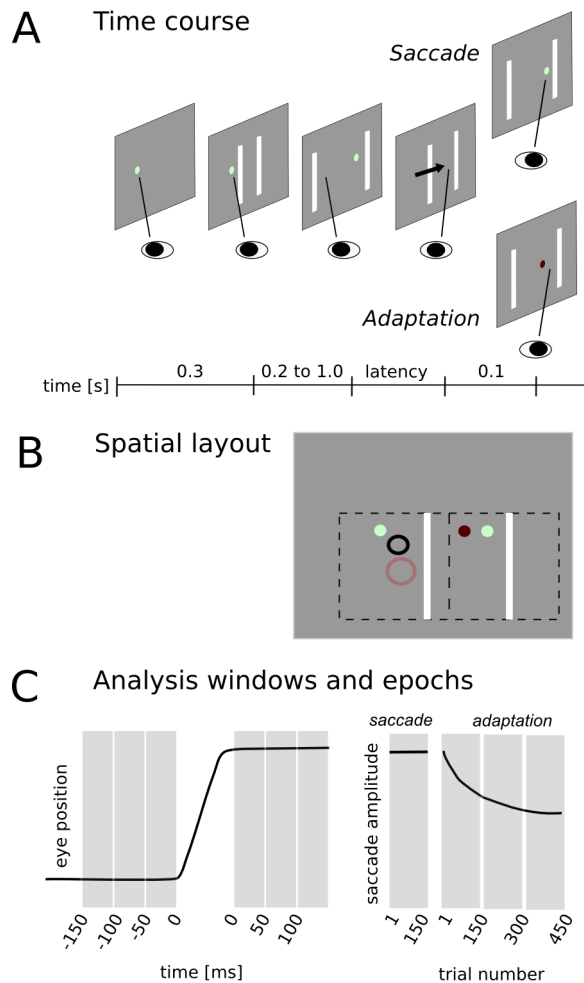 A Time course
Saccade
Adaptation
time [s] 0.3 0.2 to 1.0 latency 0.1
B Spatial layout
C Analysis windows and epochs
saccade adaptation
eye position
saccade amplitude
-150 -100 -50 0 0 50 100
1 150 1 150 300 450
time [ms]
trial number